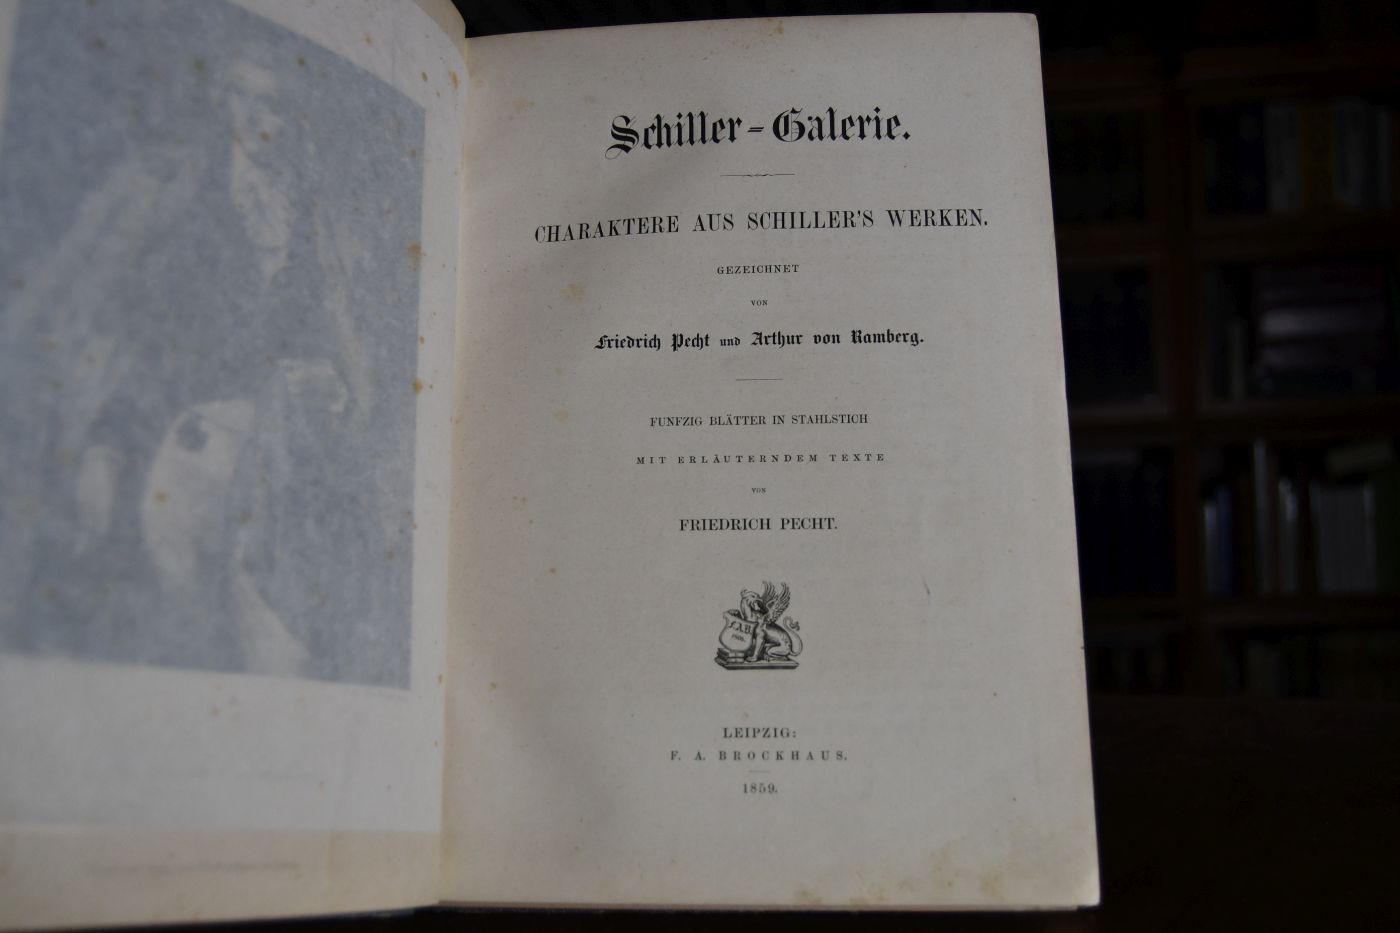 Schiller-Galerie.
CHARAKTERE AUS SCHILLER'S WERKEN.
GEZEICHNET
VON
Friedrich Pecht und Arthur von Ramberg.
FUNFZIG BLÄTTER IN STAHLSTICH
MIT ERLÄUTERNDEM TEXTE
VON
FRIEDRICH PECHT.
F.A.B.
LEIPZIG:
F. A. BROCKHAUS.
1859.